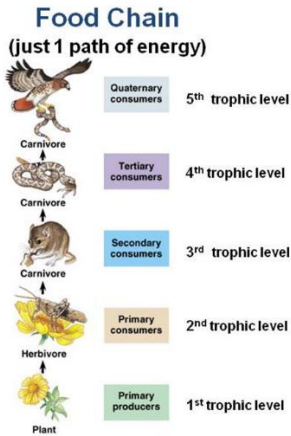 Food Chain
(just 1 path of energy)
Quaternary
consumers
5th trophic level
Carnivore
Tertiary
consumers
4th trophic level
Carnivore
Secondary
consumers
3rd trophic level
Carnivore
Primary
consumers
2nd trophic level
Herbivore
Primary
producers
1st trophic level
Plant